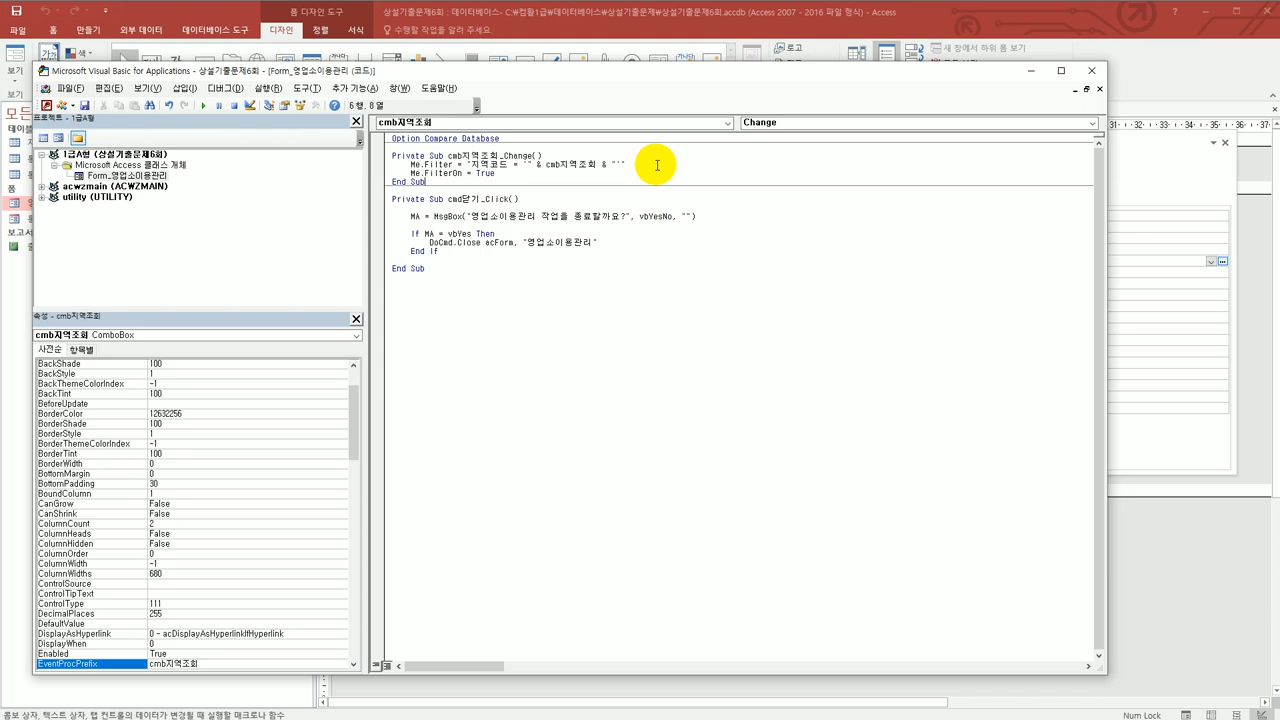 폼 디자인 도구
상설기출문제6회 : 데이터베이스- C:₩컴활1급₩데이터베이스₩상설기출문제₩상설기출문제6회.accdb (Access 2007 - 2016 파일 형식) - Access
파일 홈 만들기 외부 데이터 데이터베이스 도구 디자인 정렬 서식 수행할 작업을 알려 주세요.
보기 가가 색 로고 새 창에서 하위 폼 보기
Microsoft Visual Basic for Applications - 상설기출문제6회 - [Form_영업소이용관리 (코드)]
파일(F) 편집(E) 보기(V) 삽입(I) 디버그(D) 실행(R) 도구(T) 추가 기능(A) 창(W) 도움말(H)
6 행, 8 열
프로젝트 - 1급A형
1급A형 (상설기출문제6회)
Microsoft Access 클래스 개체
Form_영업소이용관리
acwzmain (ACWZMAIN)
utility (UTILITY)
속성 - cmb지역조회
cmb지역조회 ComboBox
사전순 항목별
BackShade 100
BackStyle 1
BackThemeColorIndex -1
BackTint 100
BeforeUpdate
BorderColor 12632256
BorderShade 100
BorderStyle 1
BorderThemeColorIndex -1
BorderTint 100
BorderWidth 0
BottomMargin 0
BottomPadding 30
BoundColumn 1
CanGrow False
CanShrink False
ColumnCount 2
ColumnHeads False
ColumnHidden False
ColumnOrder 0
ColumnWidth -1
ColumnWidths 680
ControlSource
ControlTipText
ControlType 111
DecimalPlaces 255
DefaultValue
DisplayAsHyperlink 0 - acDisplayAsHyperlinkIfHyperlink
DisplayWhen 0
Enabled True
EventProcPrefix cmb지역조회
cmb지역조회 Change
Option Compare Database
Private Sub cmb지역조회_Change()
Me.Filter = "지역코드 = '" & cmb지역조회 & "'"
Me.FilterOn = True
End Sub
Private Sub cmd닫기_Click()
MA = MsgBox("영업소이용관리 작업을 종료할까요?", vbYesNo, "")
If MA = vbYes Then
DoCmd.Close acForm, "영업소이용관리"
End If
End Sub
콤보 상자, 텍스트 상자, 탭 컨트롤의 데이터가 변경될 때 실행할 매크로나 함수
Num Lock